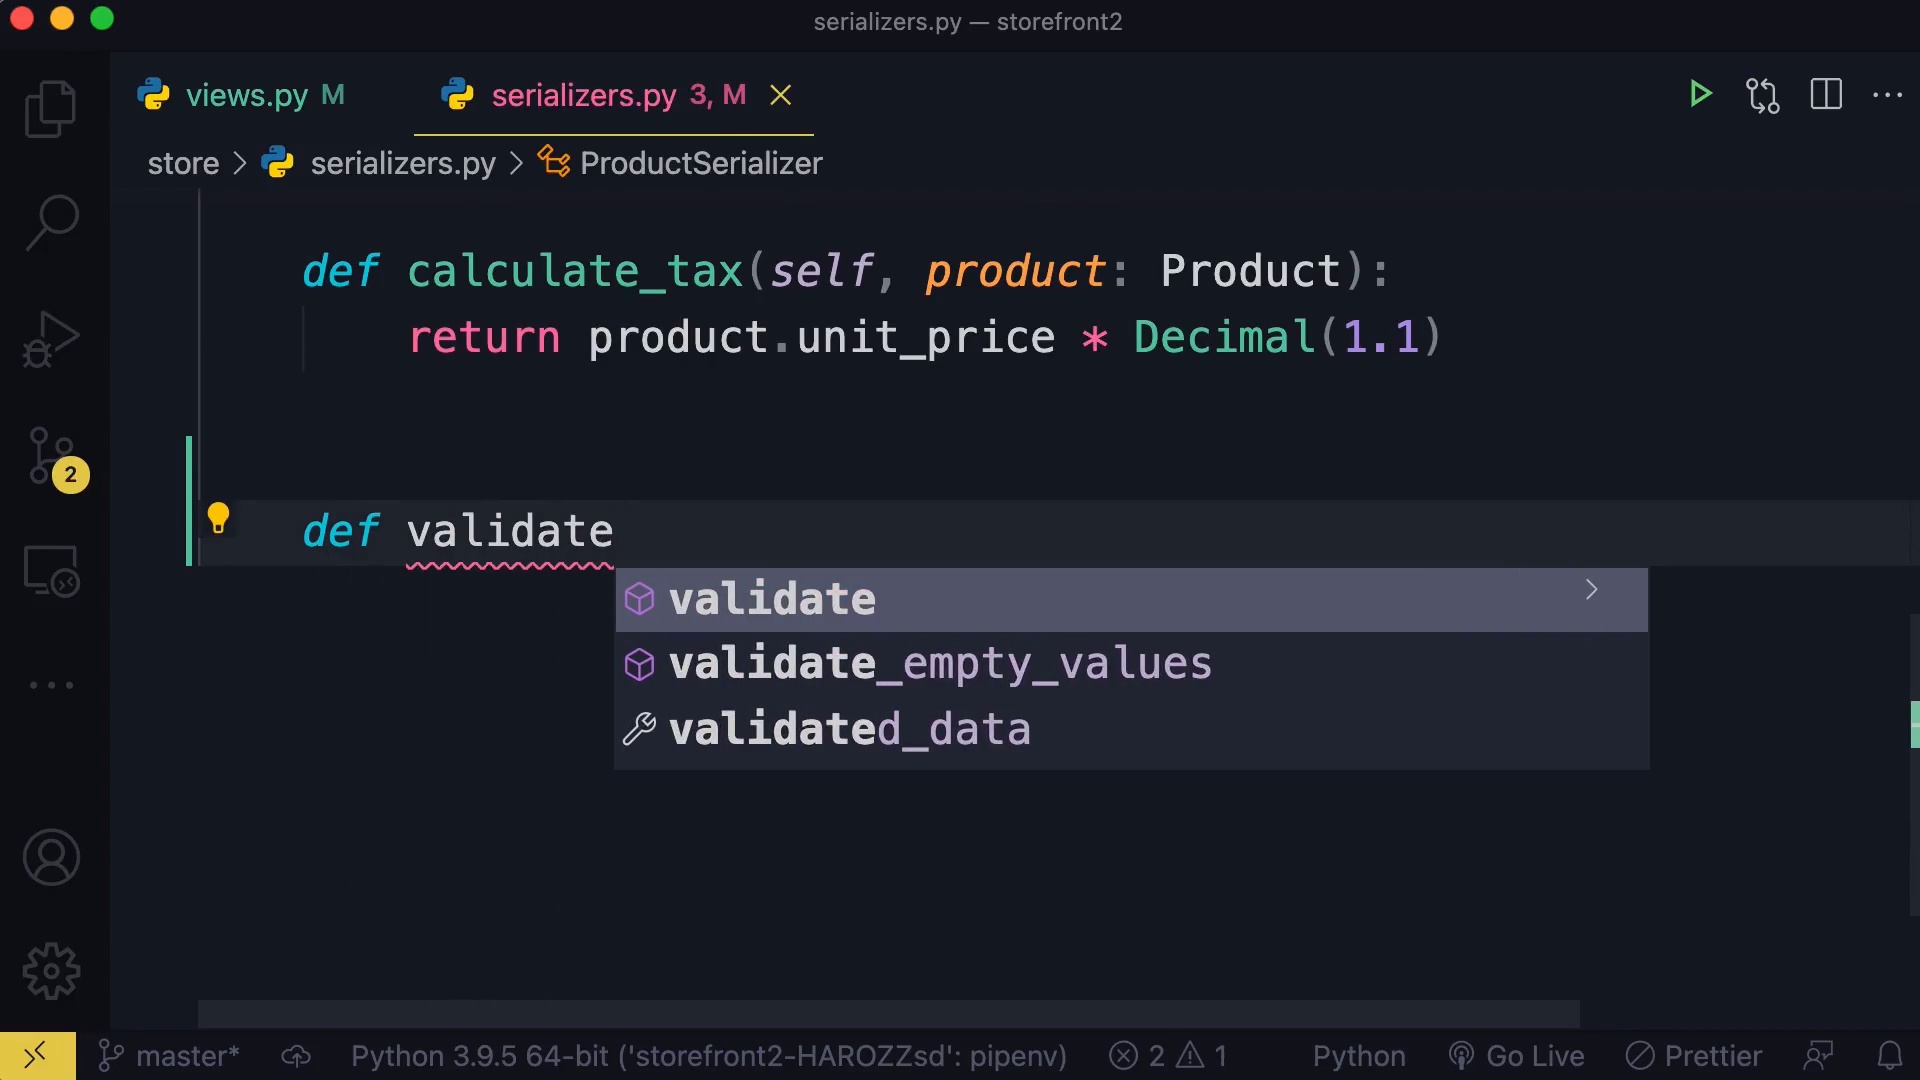 serializers.py — storefront2
views.py M
serializers.py 3, M
store > serializers.py > ProductSerializer
def calculate_tax(self, product: Product):
return product.unit_price * Decimal(1.1)
def validate
validate
validate_empty_values
validated_data
2
master*
Python 3.9.5 64-bit ('storefront2-HAROZZsd': pipenv)
2
1
Python
Go Live
Prettier